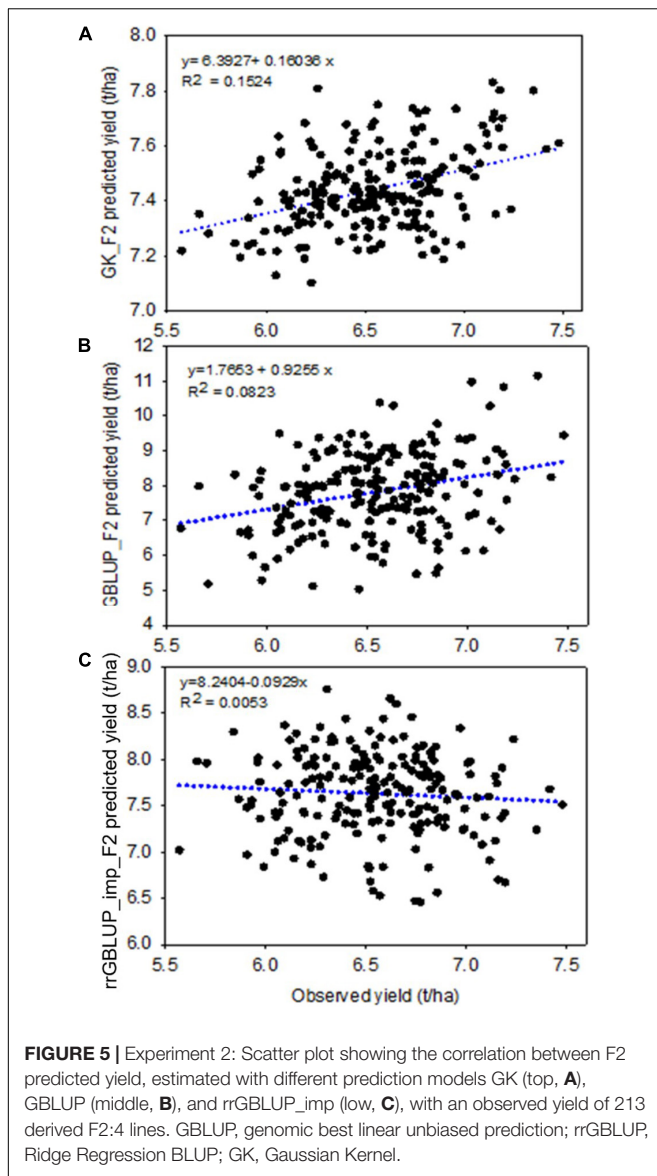 A
y= 6.3927+ 0.16036 x
R2 = 0.1524
GK_F2 predicted yield (t/ha)
8.0
7.8
7.6
7.4
7.2
7.0
5.5 6.0 6.5 7.0 7.5
B
y=1.7653 + 0.9255 x
R2 = 0.0823
GBLUP_F2 predicted yield (t/ha)
12
11
10
9
8
7
6
5
4
5.5 6.0 6.5 7.0 7.5
C
y=8.2404-0.0929x
R2 = 0.0053
rrGBLUP_imp_F2 predicted yield (t/ha)
9.0
8.5
8.0
7.5
7.0
6.5
6.0
5.5 6.0 6.5 7.0 7.5
Observed yield (t/ha)
FIGURE 5 | Experiment 2: Scatter plot showing the correlation between F2
predicted yield, estimated with different prediction models GK (top, A),
GBLUP (middle, B), and rrGBLUP_imp (low, C), with an observed yield of 213
derived F2:4 lines. GBLUP, genomic best linear unbiased prediction; rrGBLUP,
Ridge Regression BLUP; GK, Gaussian Kernel.